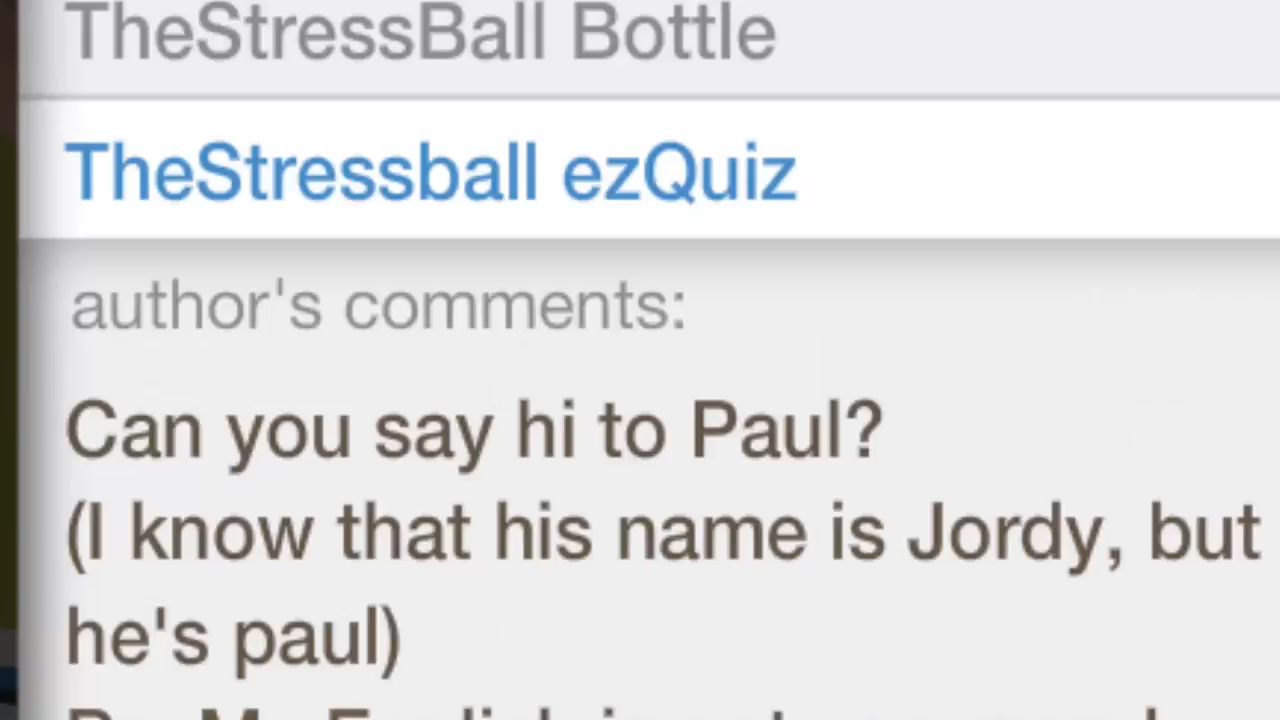 TheStressBall Bottle
TheStressball ezQuiz
author's comments:
Can you say hi to Paul?
(I know that his name is Jordy, but
he's paul)